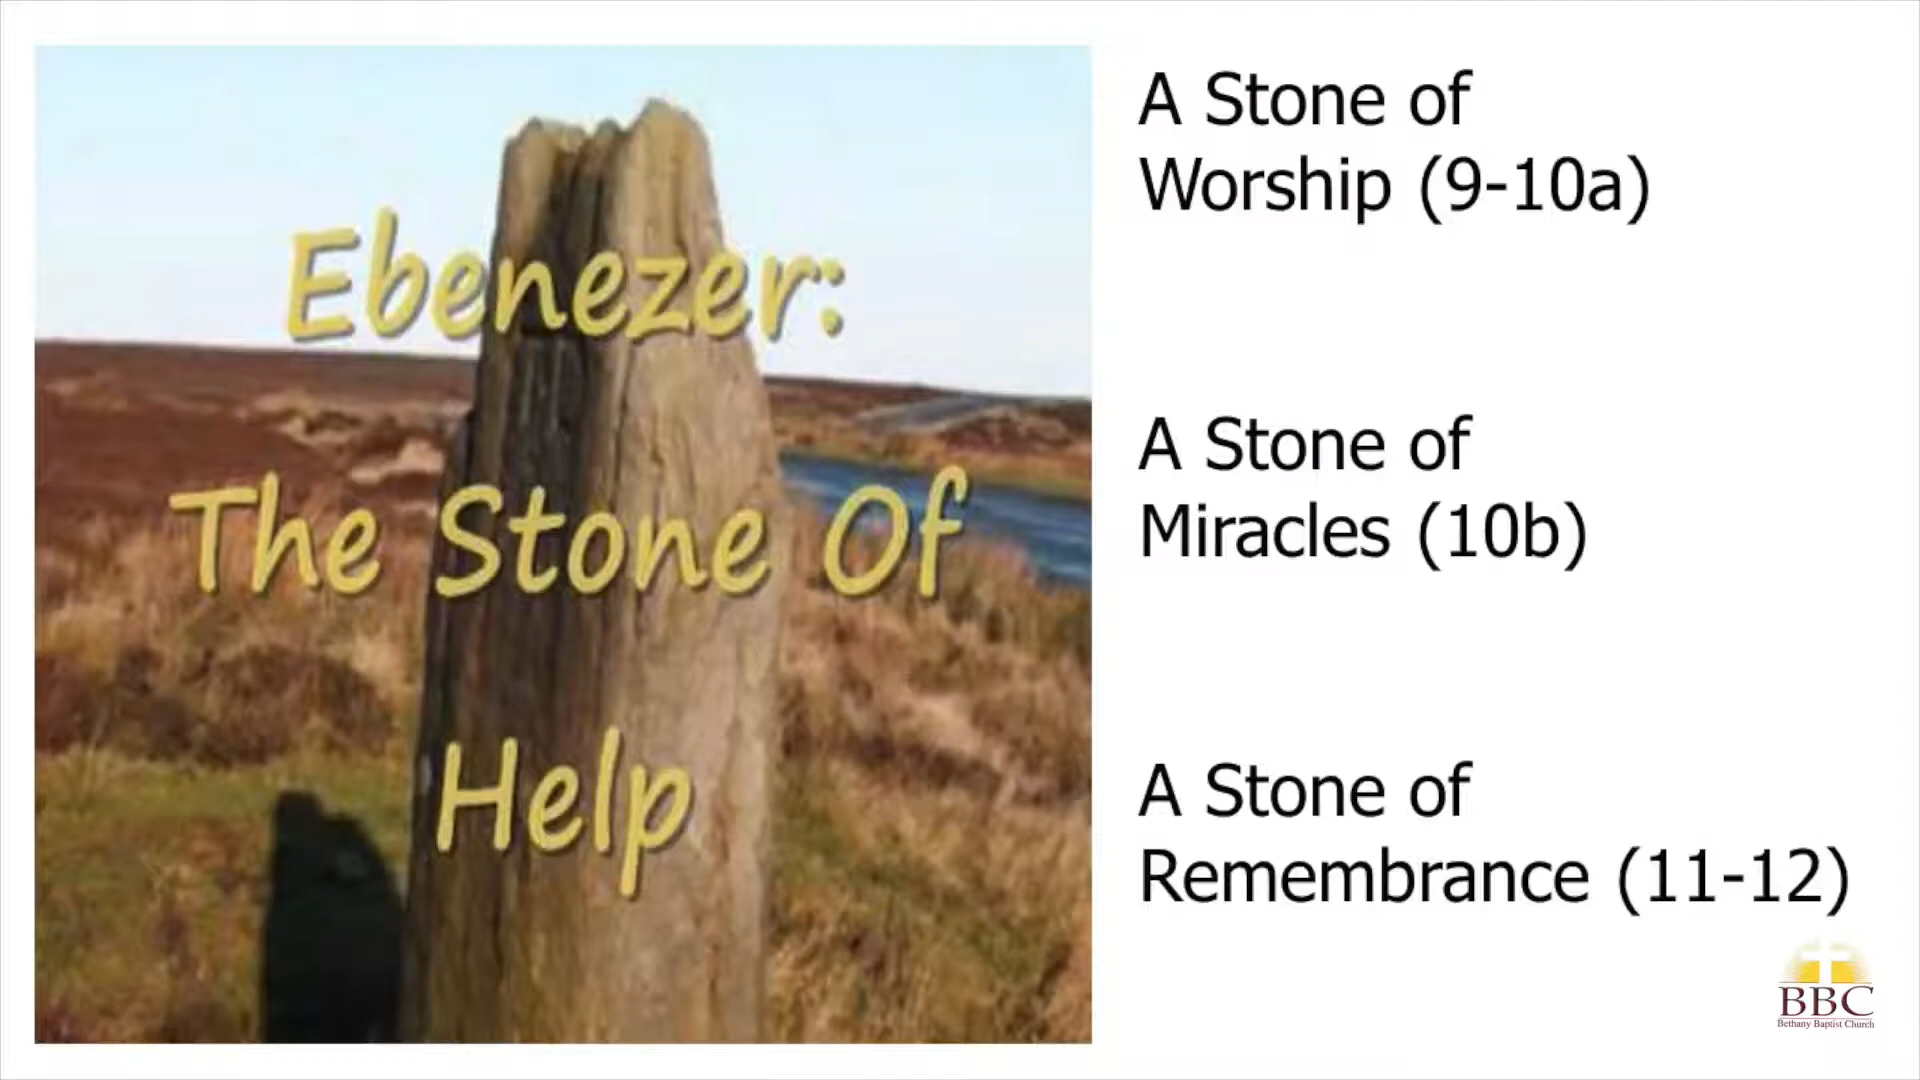 Ebenezer:
The Stone Of
Help
A Stone of
Worship (9-10a)
A Stone of
Miracles (10b)
A Stone of
Remembrance (11-12)
BBC
Bethany Baptist Church